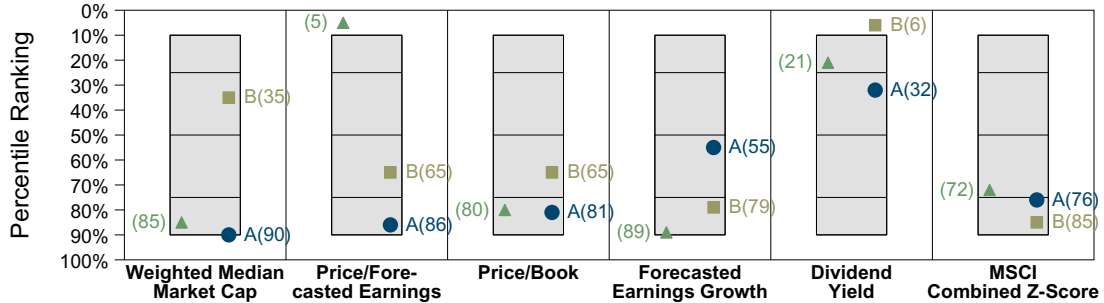 Percentile Ranking
0%
10%
20%
30%
40%
50%
60%
70%
80%
90%
100%
(85)
B(35)
A(90)
(5)
B(65)
A(86)
(80)
B(65)
A(81)
(89)
A(55)
B(79)
(21)
B(6)
A(32)
(72)
A(76)
B(85)
Weighted Median
Market Cap
Price/Fore-
casted Earnings
Price/Book
Forecasted
Earnings Growth
Dividend
Yield
MSCI
Combined Z-Score